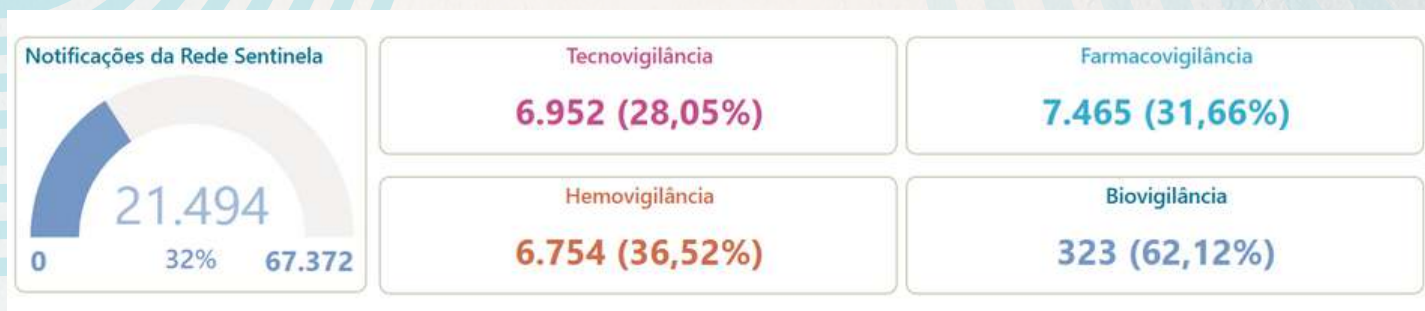 Notificações da Rede Sentinela
21.494
0
32%
67.372
Tecnovigilância
6.952 (28,05%)
Farmacovigilância
7.465 (31,66%)
Hemovigilância
6.754 (36,52%)
Biovigilância
323 (62,12%)